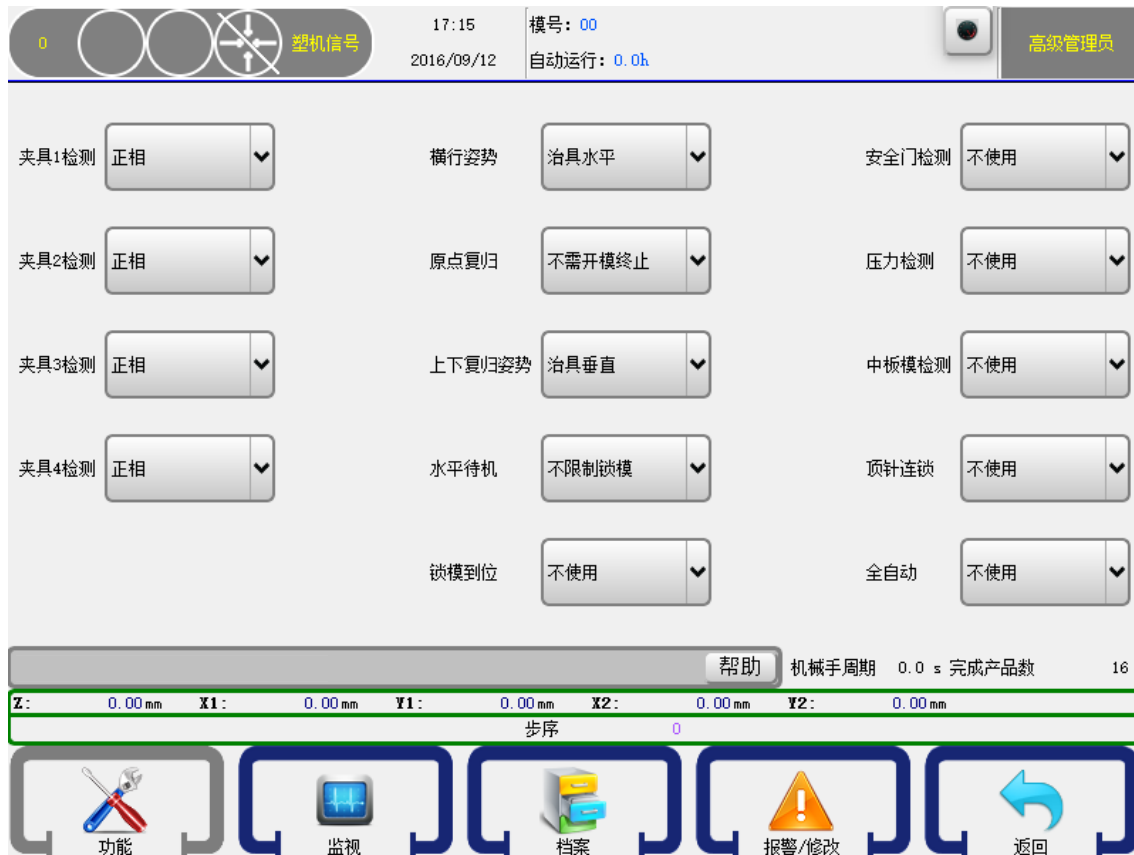 0 塑机信号 17:15 模号：00 高级管理员
2016/09/12 自动运行：0.0h
夹具1检测 正相 横行姿势 治具水平 安全门检测 不使用
夹具2检测 正相 原点复归 不需开模终止 压力检测 不使用
夹具3检测 正相 上下复归姿势 治具垂直 中板模检测 不使用
夹具4检测 正相 水平待机 不限制锁模 顶针连锁 不使用
锁模到位 不使用 全自动 不使用
帮助 机械手周期 0.0 s 完成产品数 16
Z: 0.00mm X1: 0.00mm Y1: 0.00mm X2: 0.00mm Y2: 0.00mm
步序 0
功能 监视 档案 报警/修改 返回